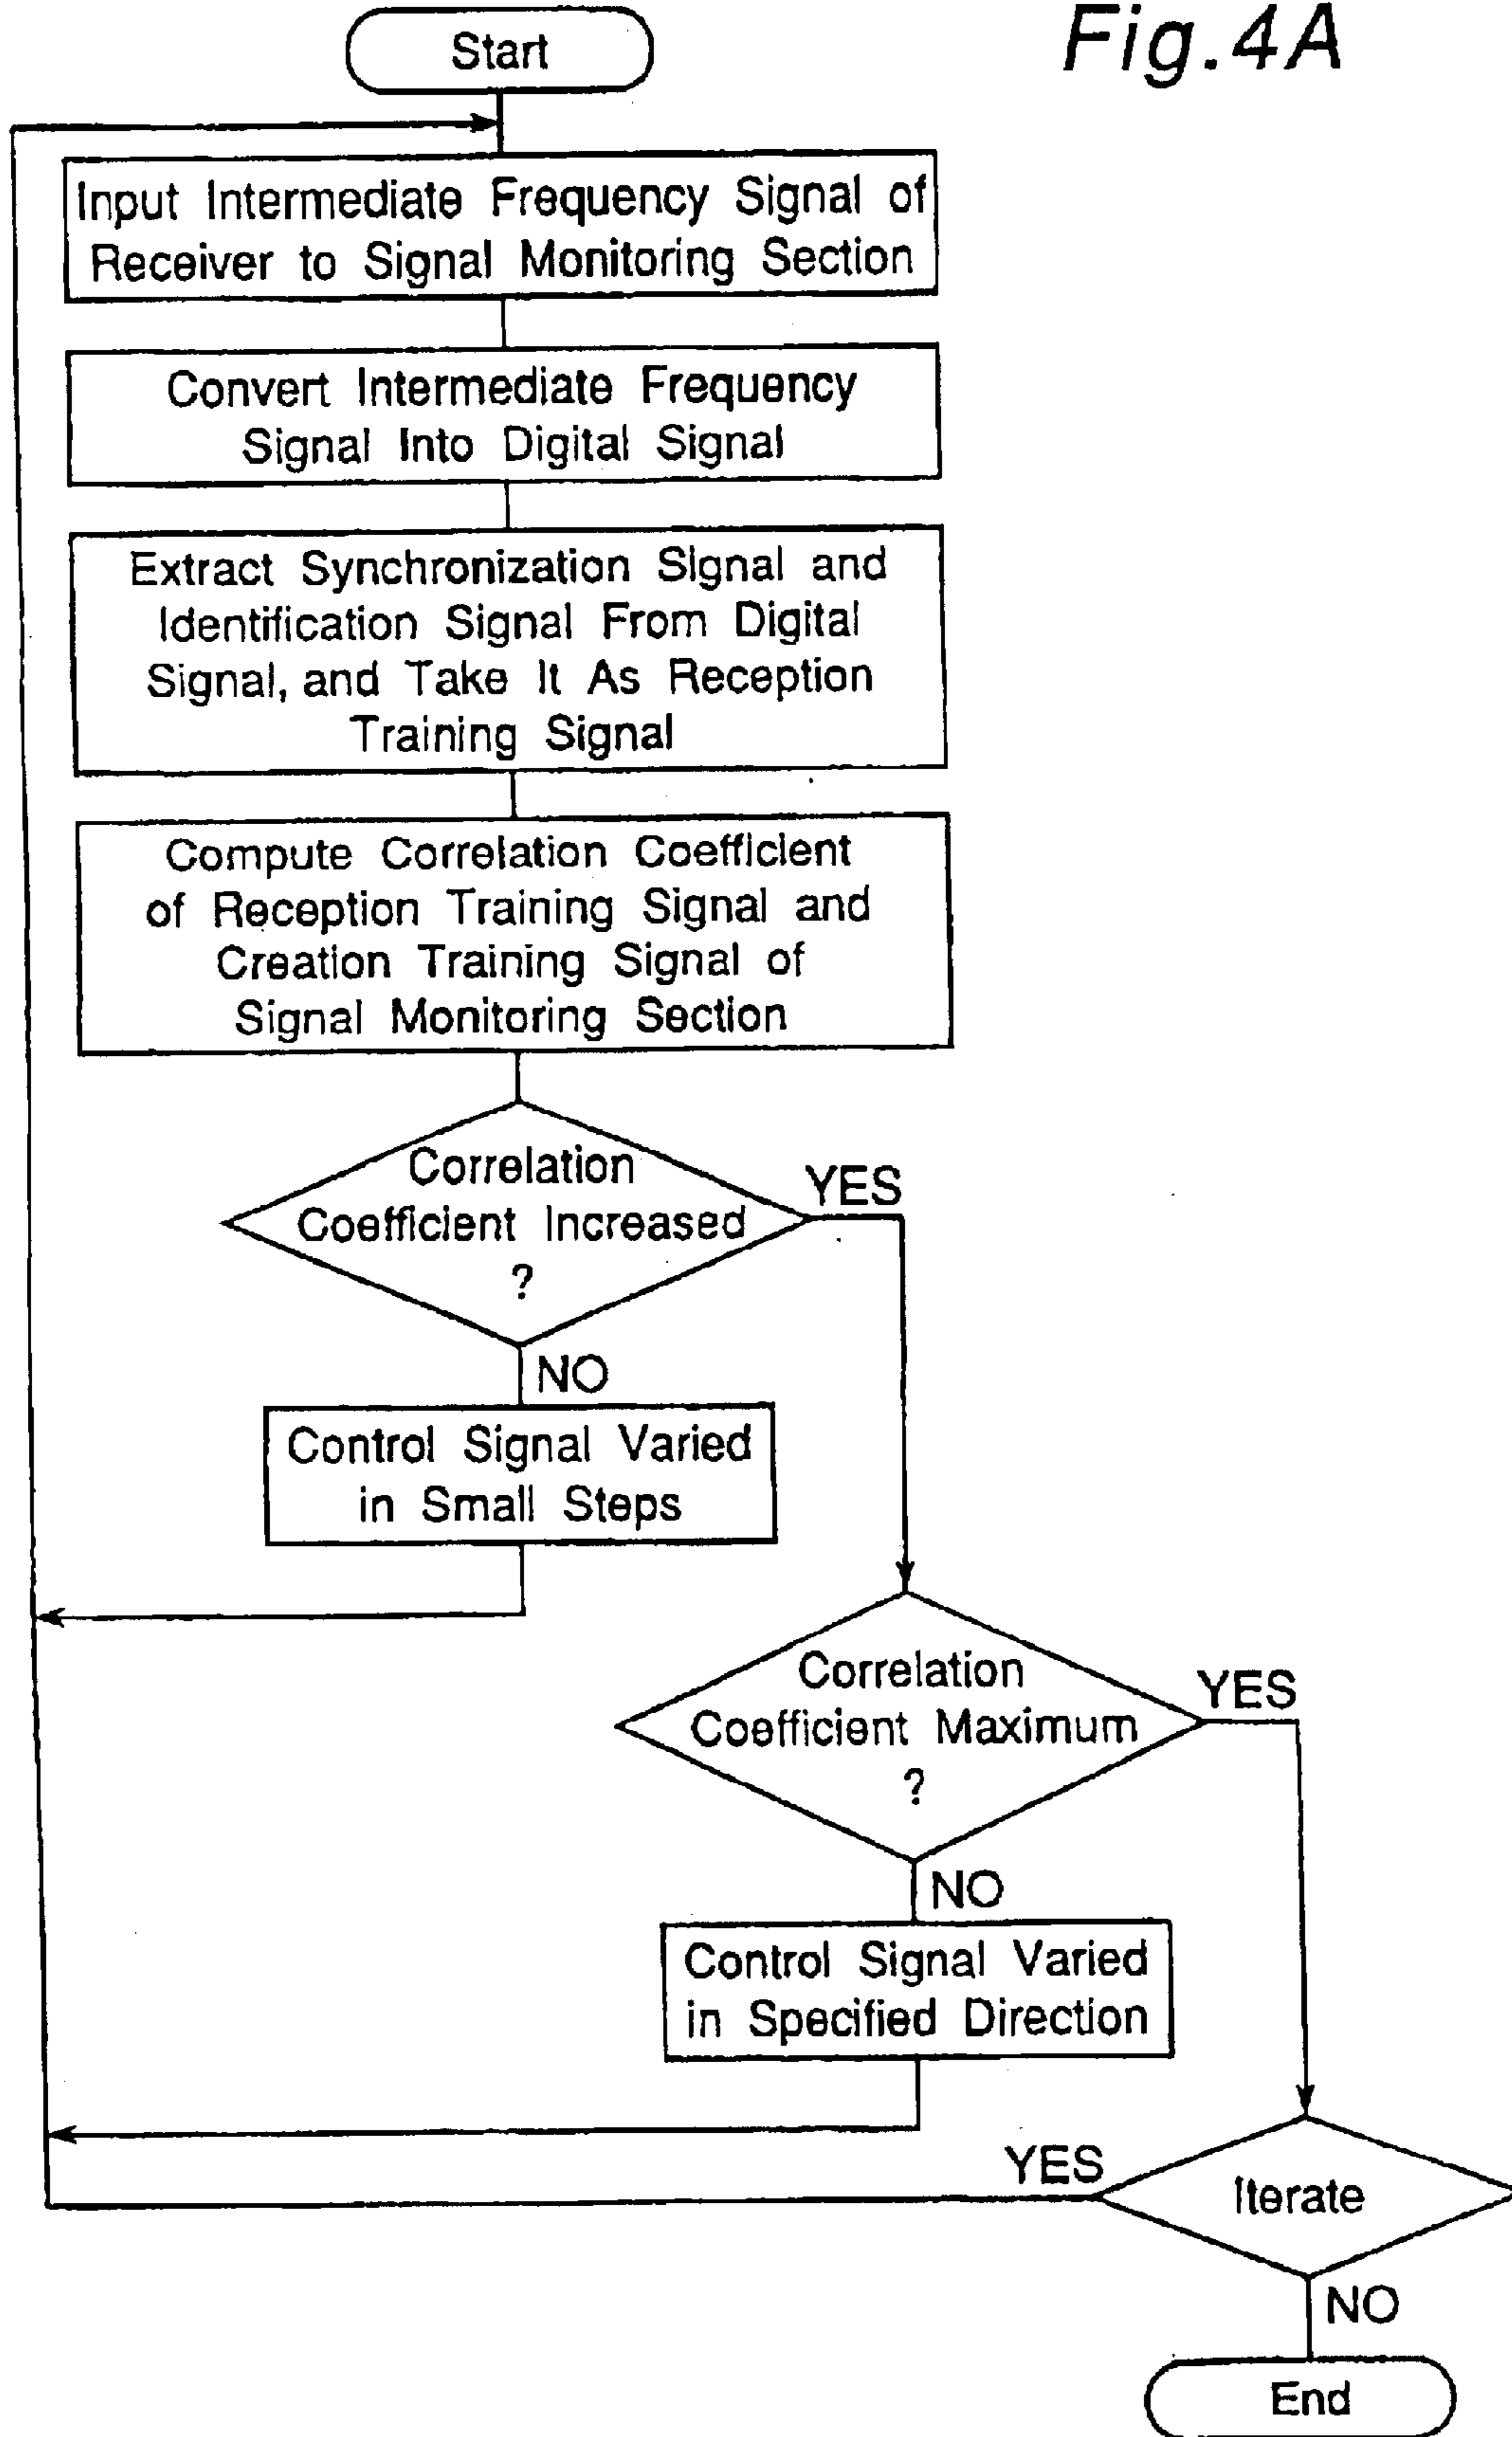 Fig.4A
Start
Input Intermediate Frequency Signal of
Receiver to Signal Monitoring Section
Convert Intermediate Frequency
Signal Into Digital Signal
Extract Synchronization Signal and
Identification Signal From Digital
Signal, and Take It As Reception
Training Signal
Compute Correlation Coefficient
of Reception Training Signal and
Creation Training Signal of
Signal Monitoring Section
Correlation
Coefficient Increased
?
YES
NO
Control Signal Varied
in Small Steps
Correlation
Coefficient Maximum
?
YES
NO
Control Signal Varied
in Specified Direction
YES
Iterate
NO
End